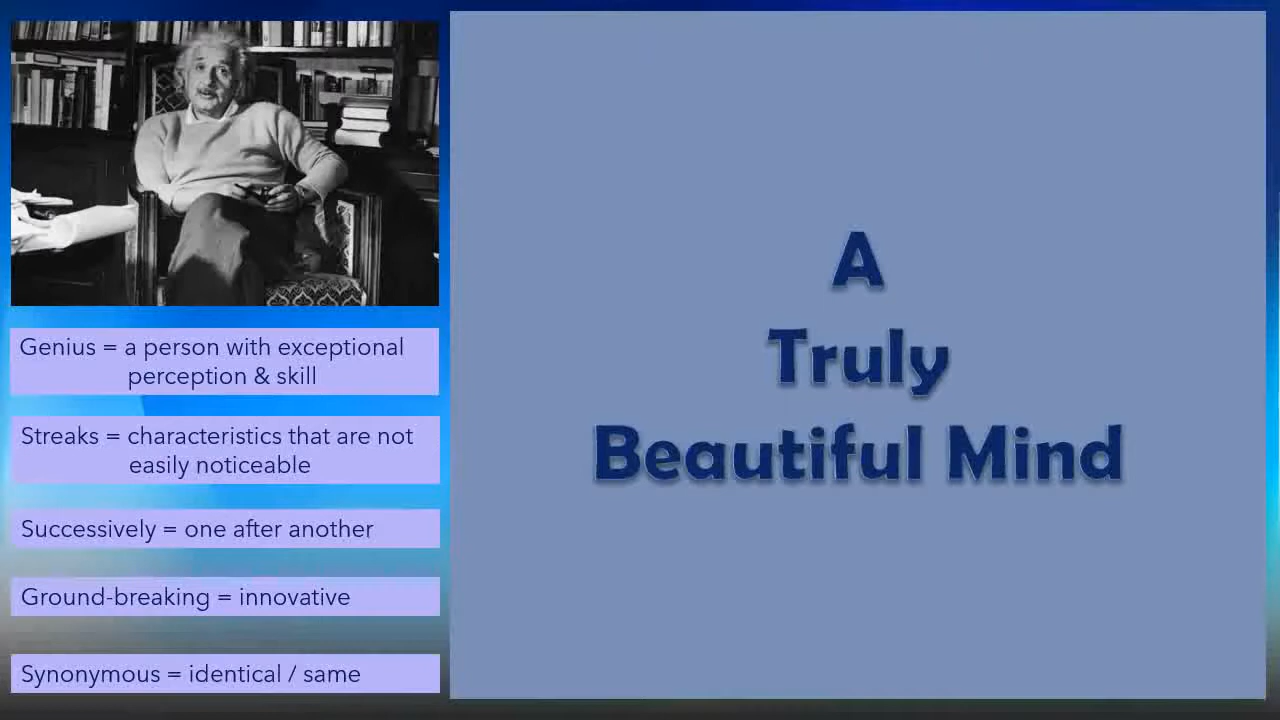 Genius = a person with exceptional
perception & skill
Streaks = characteristics that are not
easily noticeable
Successively = one after another
Ground-breaking = innovative
Synonymous = identical / same
A
Truly
Beautiful Mind